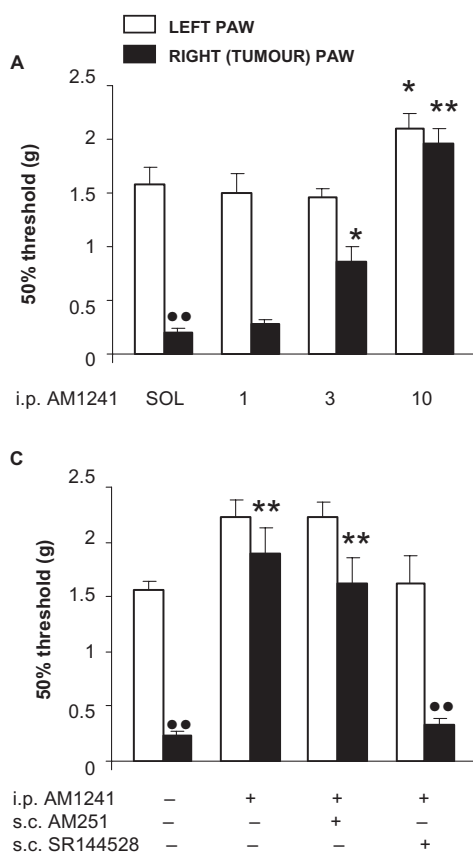 LEFT PAW
RIGHT (TUMOUR) PAW
A
50% threshold (g)
2.5
2
1.5
1
0.5
0
*
**
*
••
i.p. AM1241 SOL 1 3 10
C
50% threshold (g)
2.5
2
1.5
1
0.5
0
**
**
••
••
i.p. AM1241 – + + +
s.c. AM251 – – + –
s.c. SR144528 – – – +